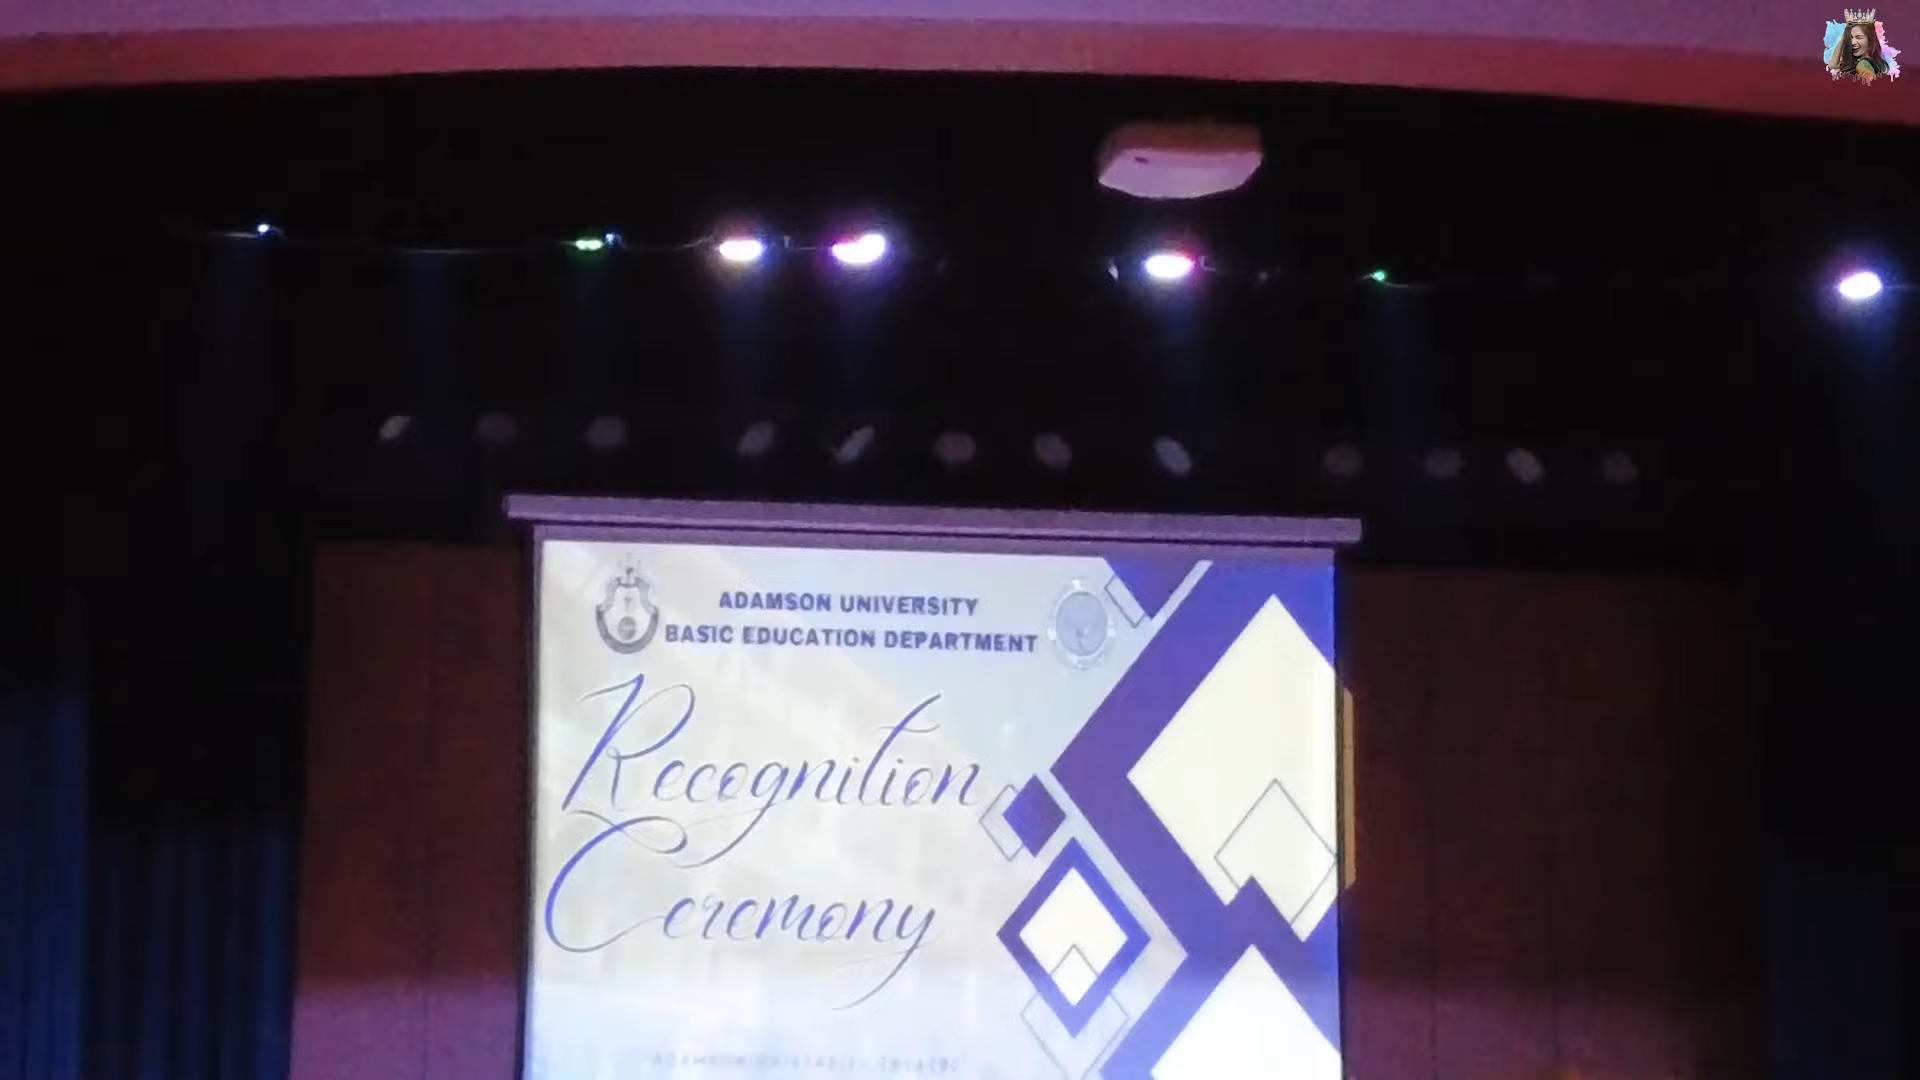 ADAMSON UNIVERSITY
BASIC EDUCATION DEPARTMENT
Recognition
Ceremony